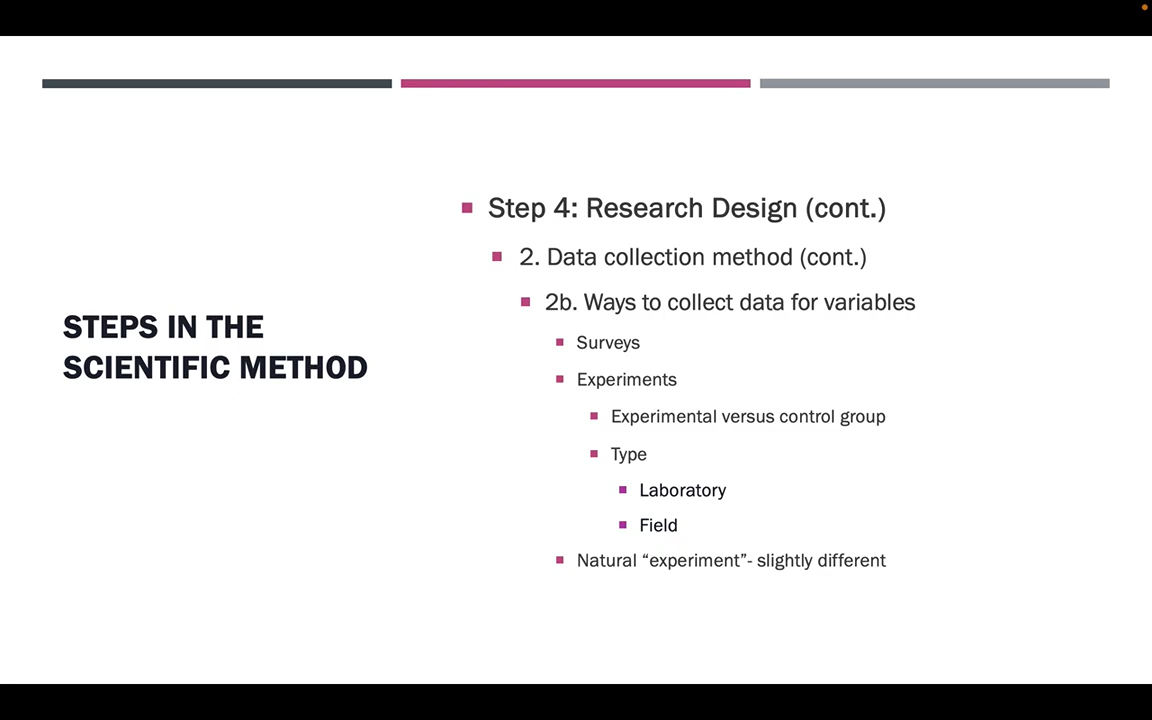 STEPS IN THE
SCIENTIFIC METHOD
Step 4: Research Design (cont.)
2. Data collection method (cont.)
2b. Ways to collect data for variables
Surveys
Experiments
Experimental versus control group
Type
Laboratory
Field
Natural “experiment”- slightly different